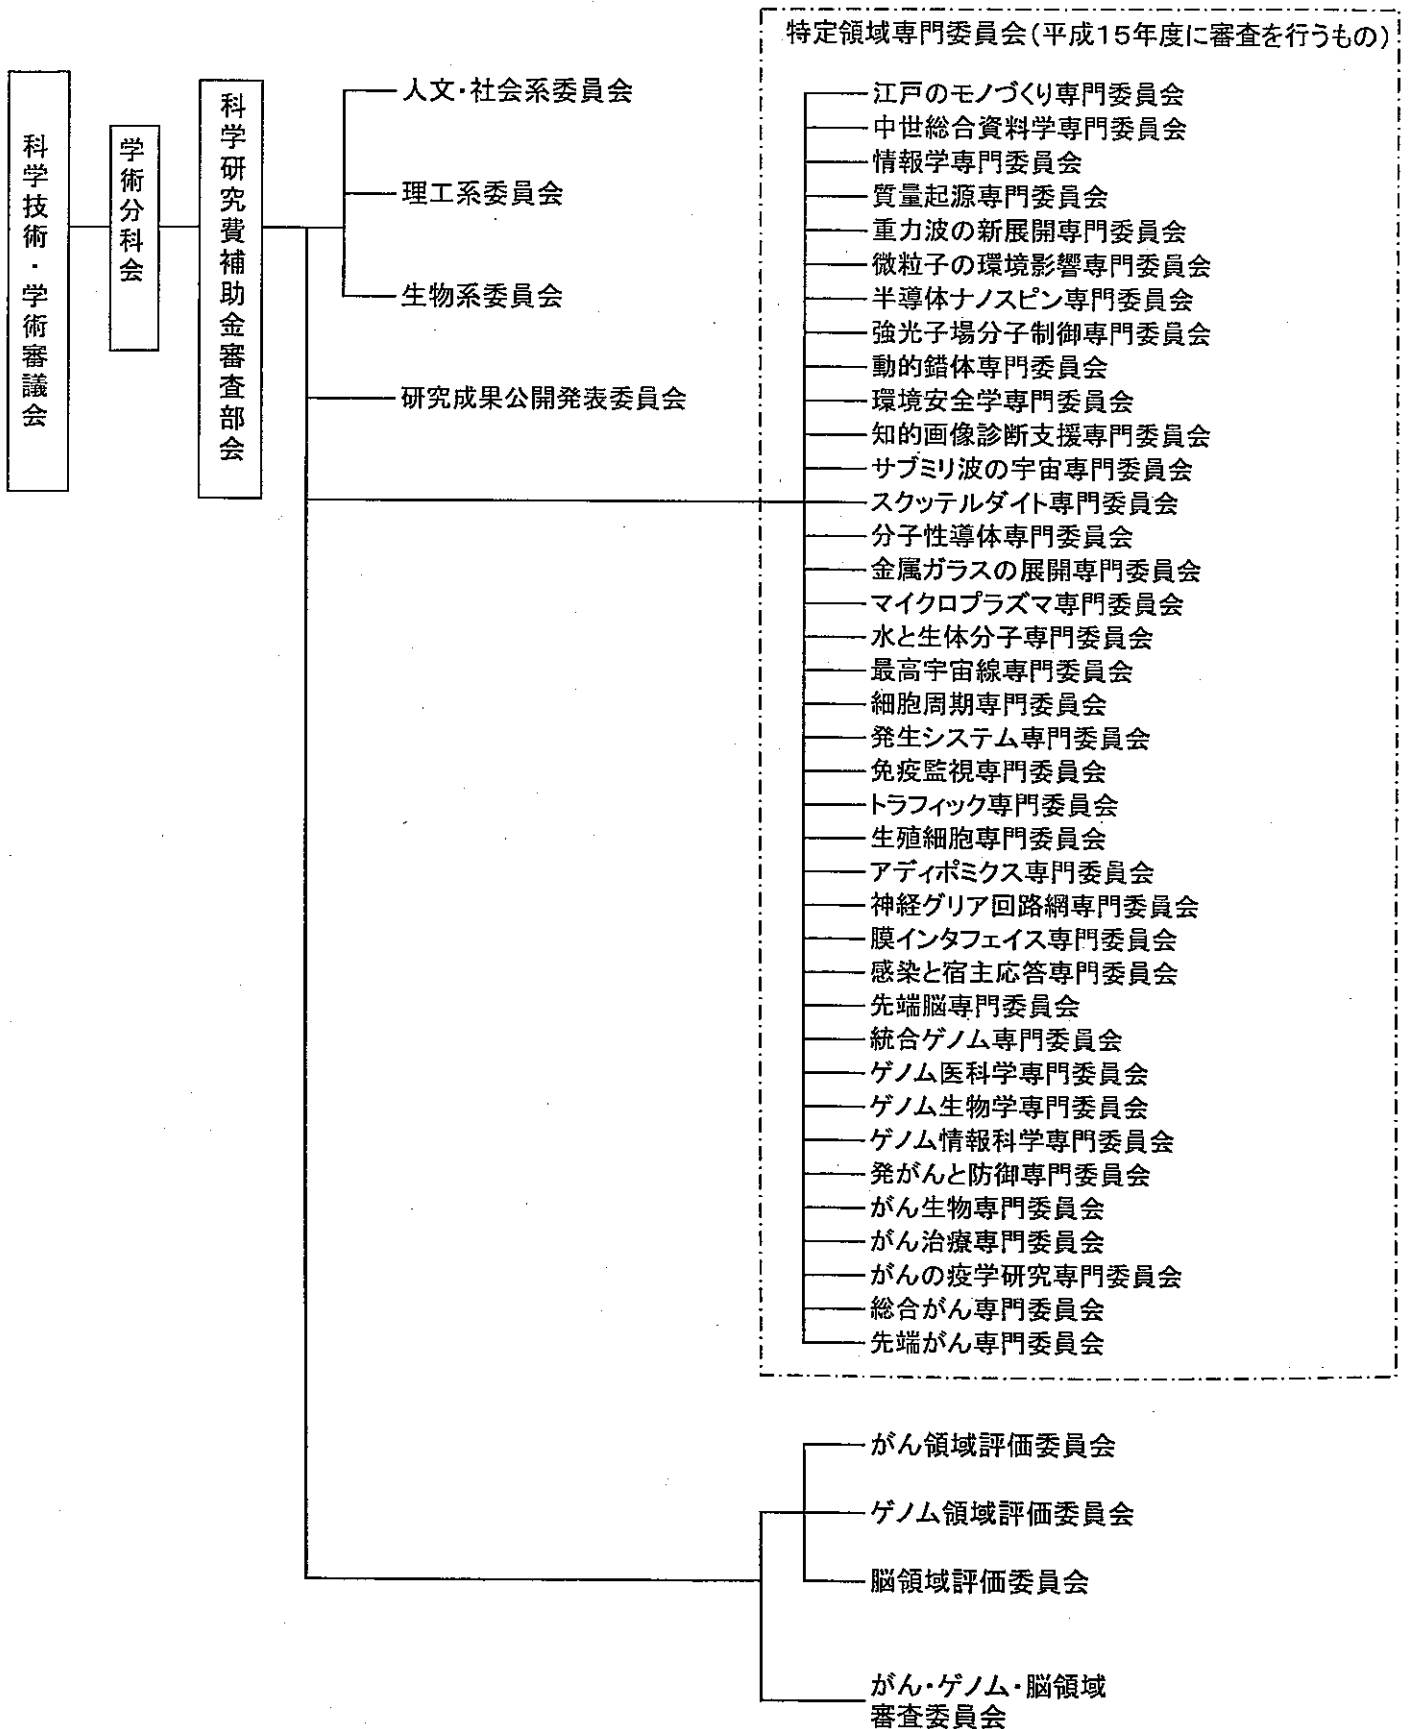 科学技術・学術審議会
学術分科会
科学研究費補助金審査部会
人文・社会系委員会
理工系委員会
生物系委員会
研究成果公開発表委員会
特定領域専門委員会(平成15年度に審査を行うもの)
江戸のモノづくり専門委員会
中世総合資料学専門委員会
情報学専門委員会
質量起源専門委員会
重力波の新展開専門委員会
微粒子の環境影響専門委員会
半導体ナノスピン専門委員会
強光子場分子制御専門委員会
動的錯体専門委員会
環境安全学専門委員会
知的画像診断支援専門委員会
サブミリ波の宇宙専門委員会
スクッテルダイト専門委員会
分子性導体専門委員会
金属ガラスの展開専門委員会
マイクロプラズマ専門委員会
水と生体分子専門委員会
最高宇宙線専門委員会
細胞周期専門委員会
発生システム専門委員会
免疫監視専門委員会
トラフィック専門委員会
生殖細胞専門委員会
アディポミクス専門委員会
神経グリア回路網専門委員会
膜インタフェイス専門委員会
感染と宿主応答専門委員会
先端脳専門委員会
統合ゲノム専門委員会
ゲノム医科学専門委員会
ゲノム生物学専門委員会
ゲノム情報科学専門委員会
発がんと防御専門委員会
がん生物専門委員会
がん治療専門委員会
がんの疫学研究専門委員会
総合がん専門委員会
先端がん専門委員会
がん領域評価委員会
ゲノム領域評価委員会
脳領域評価委員会
がん・ゲノム・脳領域
審査委員会